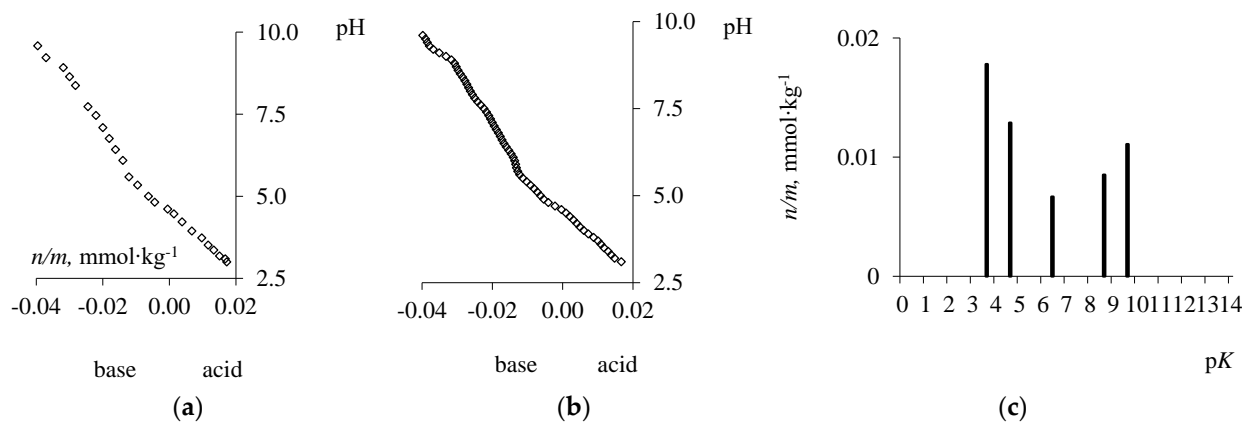 10.0
pH
7.5
5.0
n/m, mmol·kg-1
2.5
-0.04 -0.02 0.00 0.02
base acid
(a)
10.0
pH
7.5
5.0
2.5
-0.04 -0.02 0.00 0.02
base acid
(b)
0.02
n/m, mmol·kg-1
0.01
0
0 1 2 3 4 5 6 7 8 9 10 11 12 13 14
pK
(c)